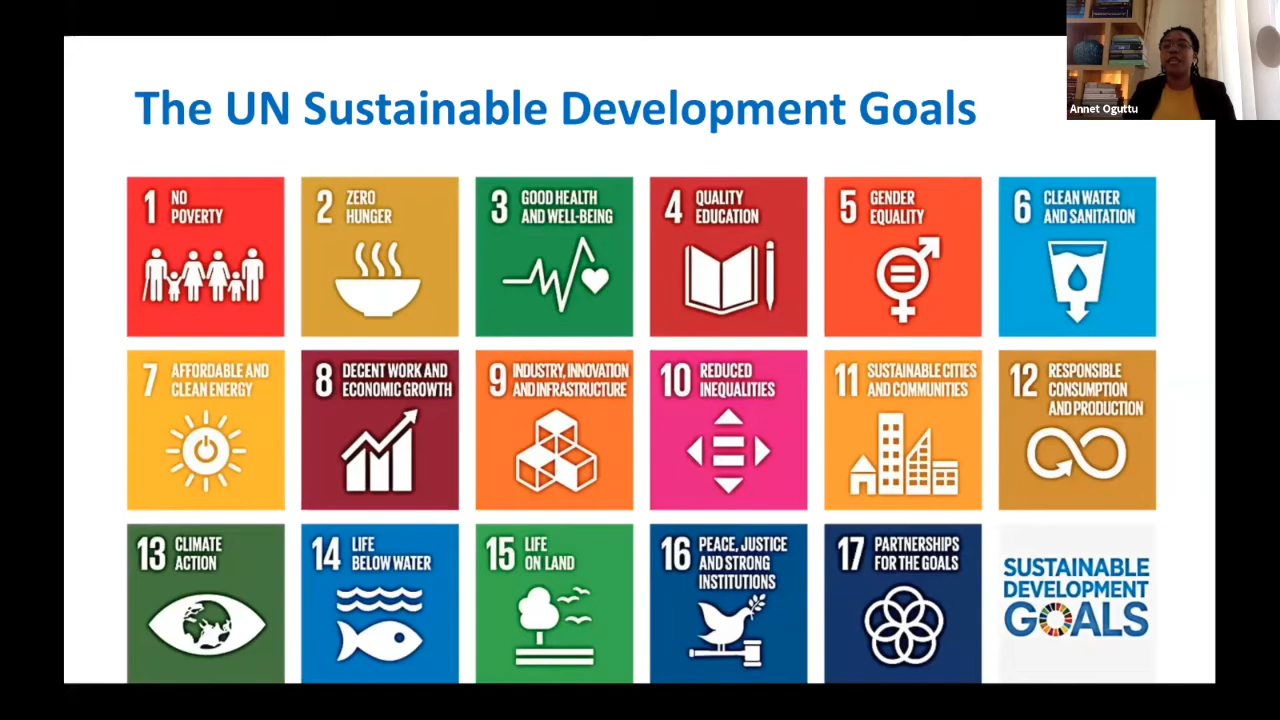 The UN Sustainable Development Goals
Annet Oguttu
1 NO
POVERTY
2 ZERO
HUNGER
3 GOOD HEALTH
AND WELL-BEING
4 QUALITY
EDUCATION
5 GENDER
EQUALITY
6 CLEAN WATER
AND SANITATION
7 AFFORDABLE AND
CLEAN ENERGY
8 DECENT WORK AND
ECONOMIC GROWTH
9 INDUSTRY, INNOVATION
AND INFRASTRUCTURE
10 REDUCED
INEQUALITIES
11 SUSTAINABLE CITIES
AND COMMUNITIES
12 RESPONSIBLE
CONSUMPTION
AND PRODUCTION
13 CLIMATE
ACTION
14 LIFE
BELOW WATER
15 LIFE
ON LAND
16 PEACE, JUSTICE
AND STRONG
INSTITUTIONS
17 PARTNERSHIPS
FOR THE GOALS
SUSTAINABLE
DEVELOPMENT
GOALS